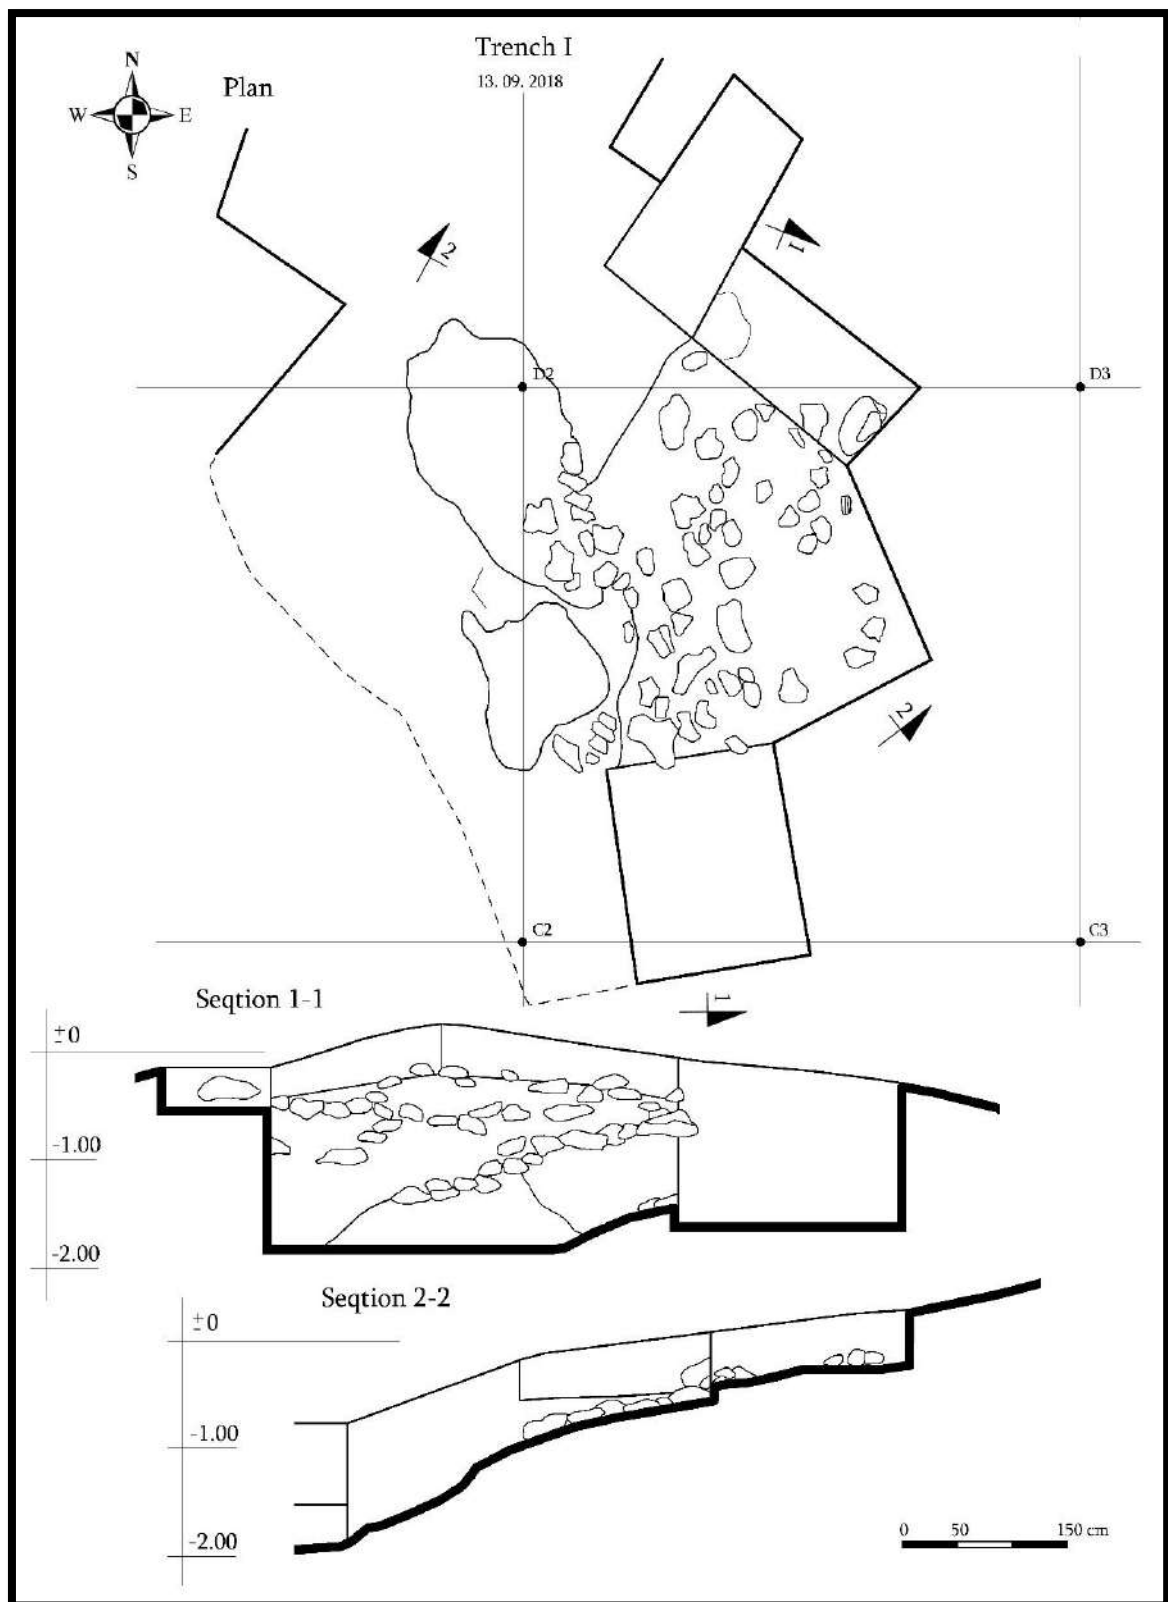 Trench I
13. 09. 2018
Plan
N
W E
S
1
2
D2
D3
2
C2
C3
1
Seqtion 1-1
±0
-1.00
-2.00
Seqtion 2-2
±0
-1.00
-2.00
0 50 150 cm